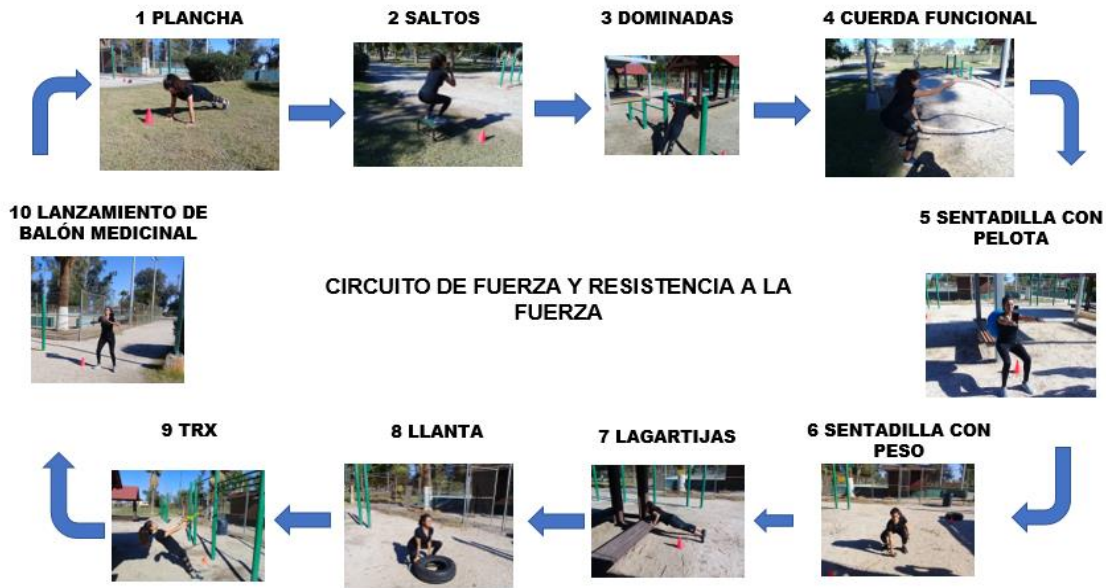 1 PLANCHA
2 SALTOS
3 DOMINADAS
4 CUERDA FUNCIONAL
5 SENTADILLA CON
PELOTA
6 SENTADILLA CON
PESO
7 LAGARTIJAS
8 LLANTA
9 TRX
10 LANZAMIENTO DE
BALÓN MEDICINAL
CIRCUITO DE FUERZA Y RESISTENCIA A LA
FUERZA